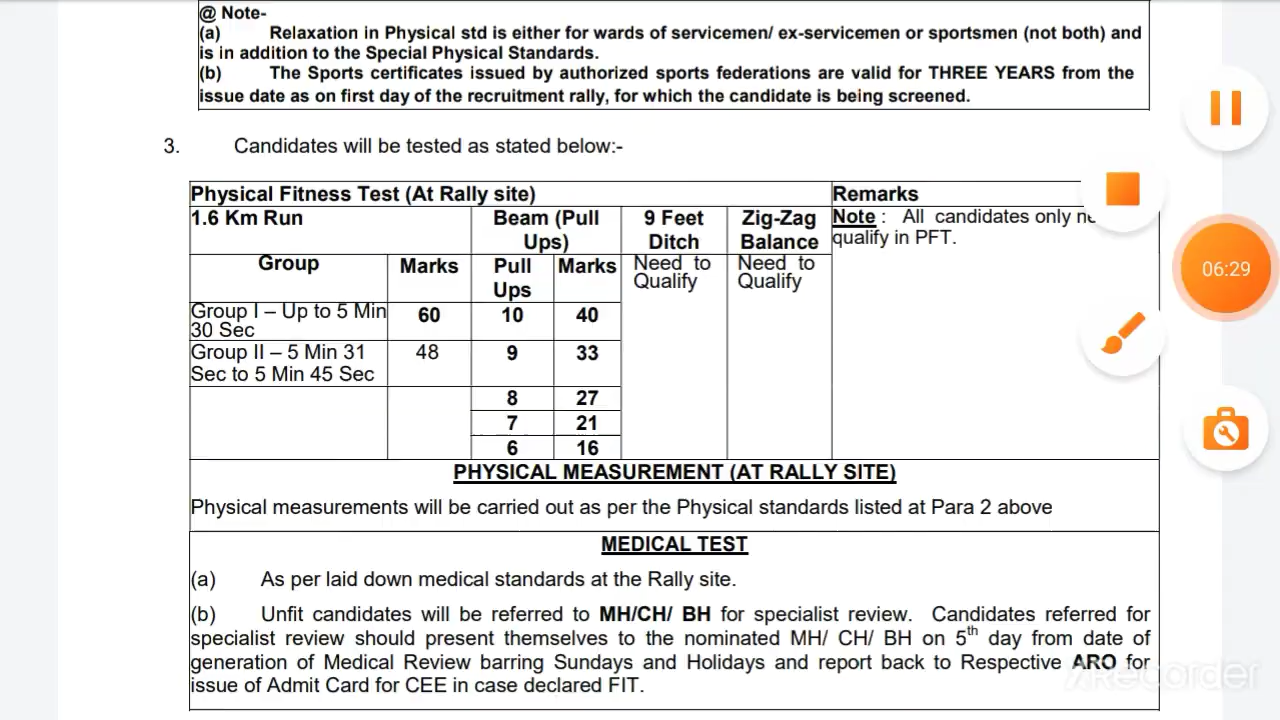 @ Note-
(a) Relaxation in Physical std is either for wards of servicemen/ ex-servicemen or sportsmen (not both) and
is in addition to the Special Physical Standards.
(b) The Sports certificates issued by authorized sports federations are valid for THREE YEARS from the
issue date as on first day of the recruitment rally, for which the candidate is being screened.
3. Candidates will be tested as stated below:-
Physical Fitness Test (At Rally site) Remarks
1.6 Km Run Beam (Pull Ups) 9 Feet Ditch Zig-Zag Balance
Note : All candidates only
qualify in PFT.
Group Marks Pull Ups Marks Need to Qualify Need to Qualify
Group I – Up to 5 Min 30 Sec 60 10 40
Group II – 5 Min 31 Sec to 5 Min 45 Sec 48 9 33
8 27
7 21
6 16
PHYSICAL MEASUREMENT (AT RALLY SITE)
Physical measurements will be carried out as per the Physical standards listed at Para 2 above
MEDICAL TEST
(a) As per laid down medical standards at the Rally site.
(b) Unfit candidates will be referred to MH/CH/ BH for specialist review. Candidates referred for
specialist review should present themselves to the nominated MH/ CH/ BH on 5th day from date of
generation of Medical Review barring Sundays and Holidays and report back to Respective ARO for
issue of Admit Card for CEE in case declared FIT.
06:29
XRecorder